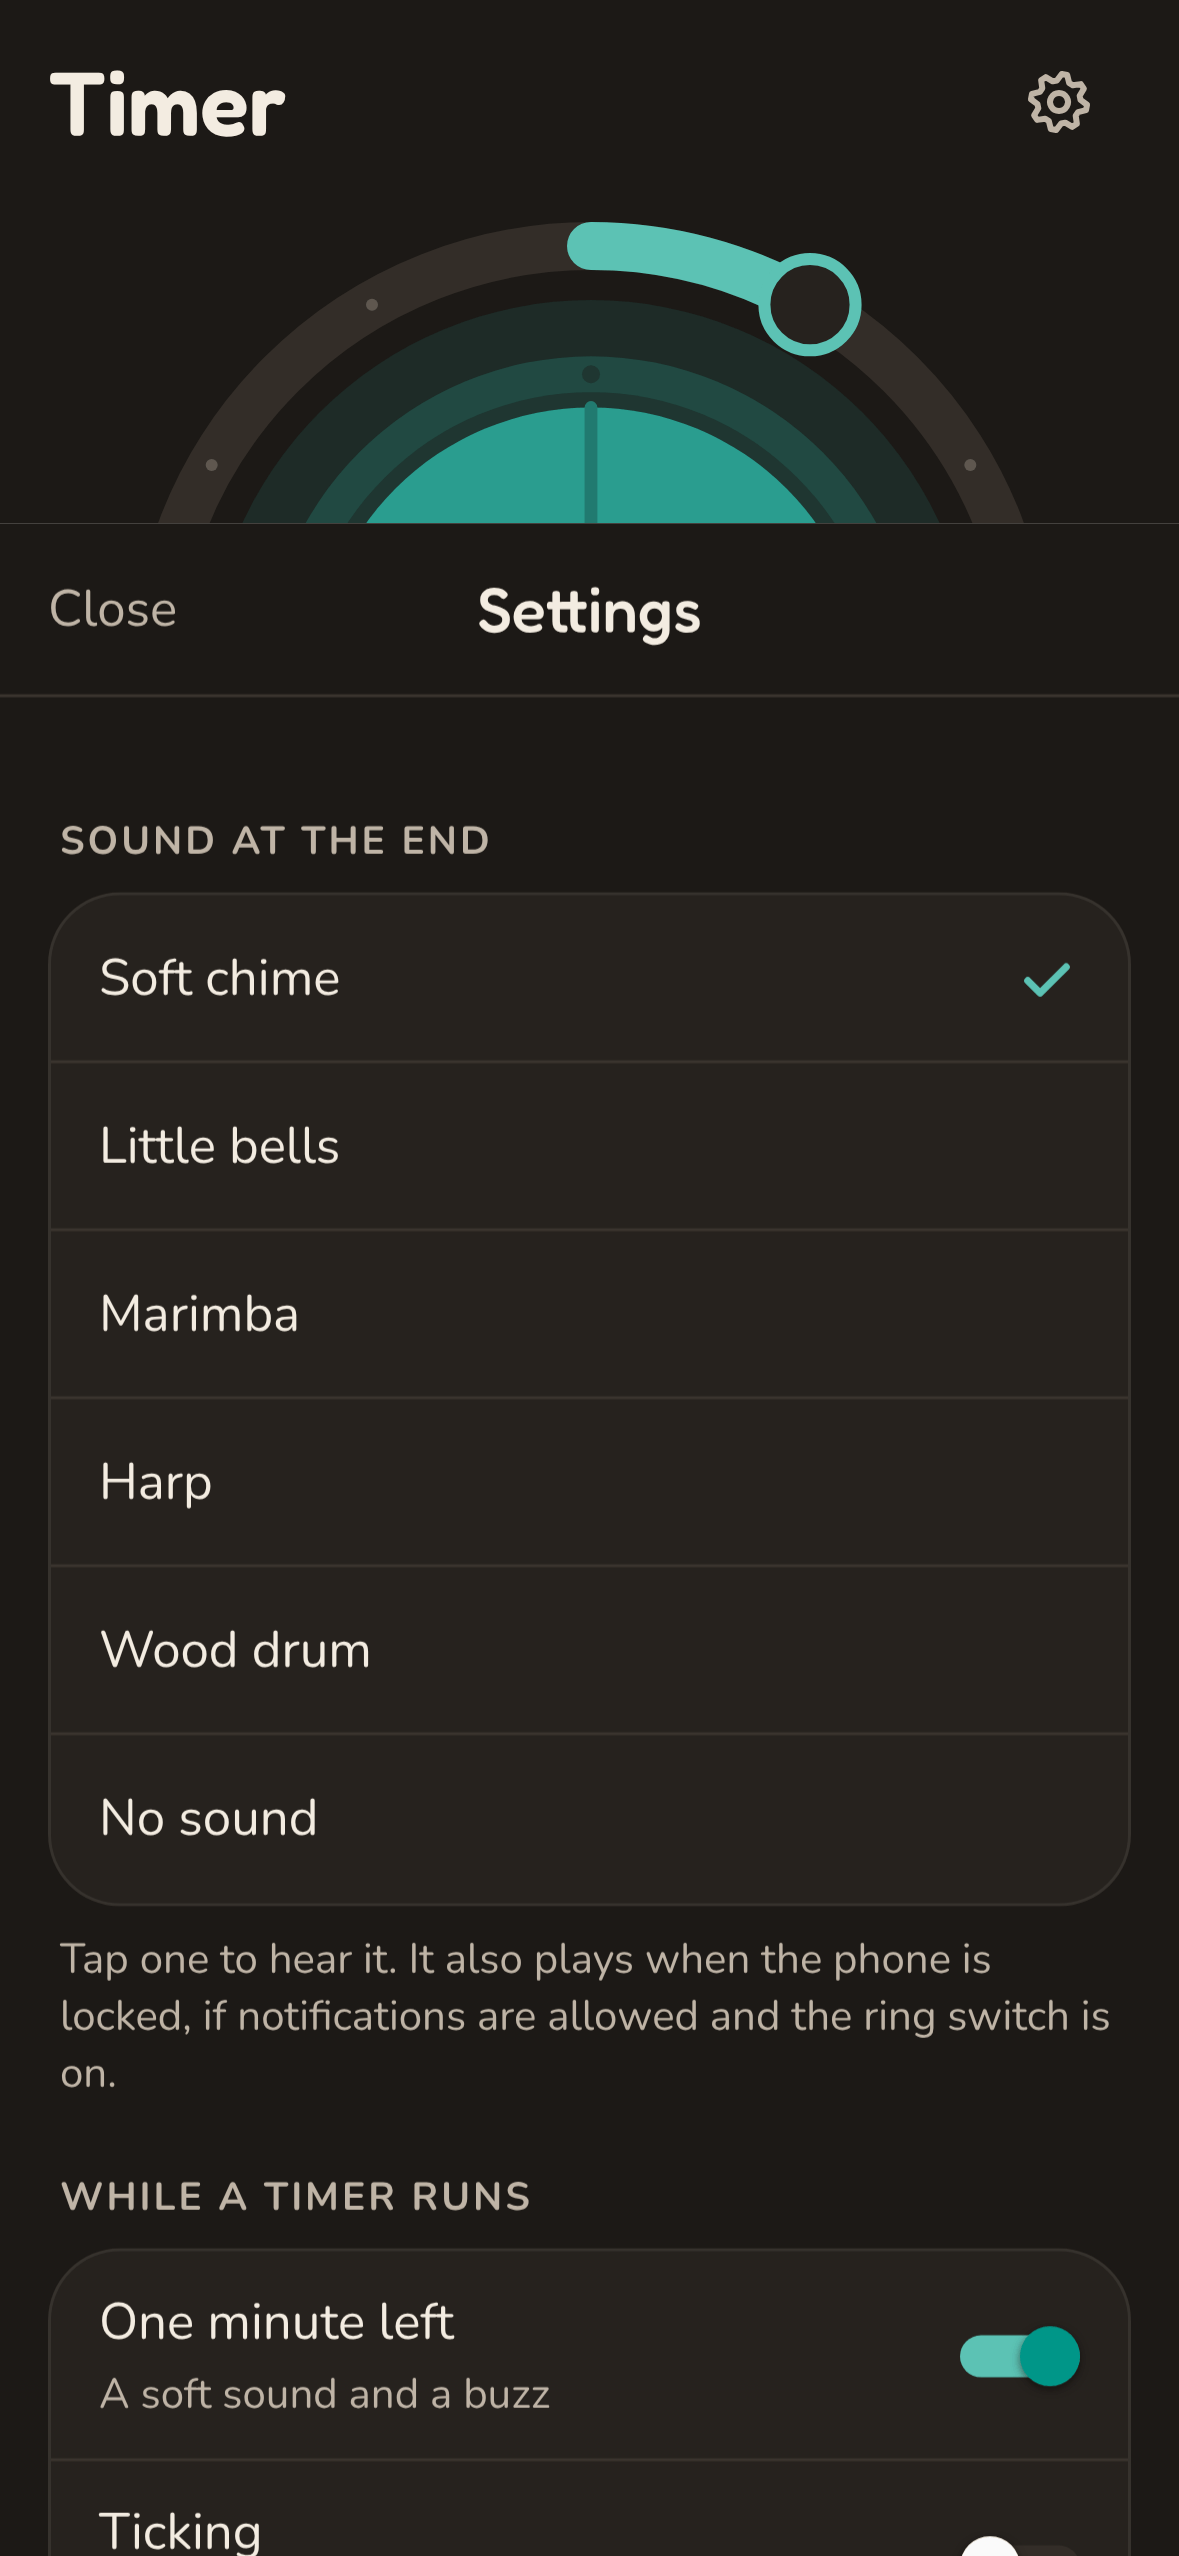 Timer
Close
Settings
SOUND AT THE END
Soft chime
Little bells
Marimba
Harp
Wood drum
No sound
Tap one to hear it. It also plays when the phone is
locked, if notifications are allowed and the ring switch is
on.
WHILE A TIMER RUNS
One minute left
A soft sound and a buzz
Ticking